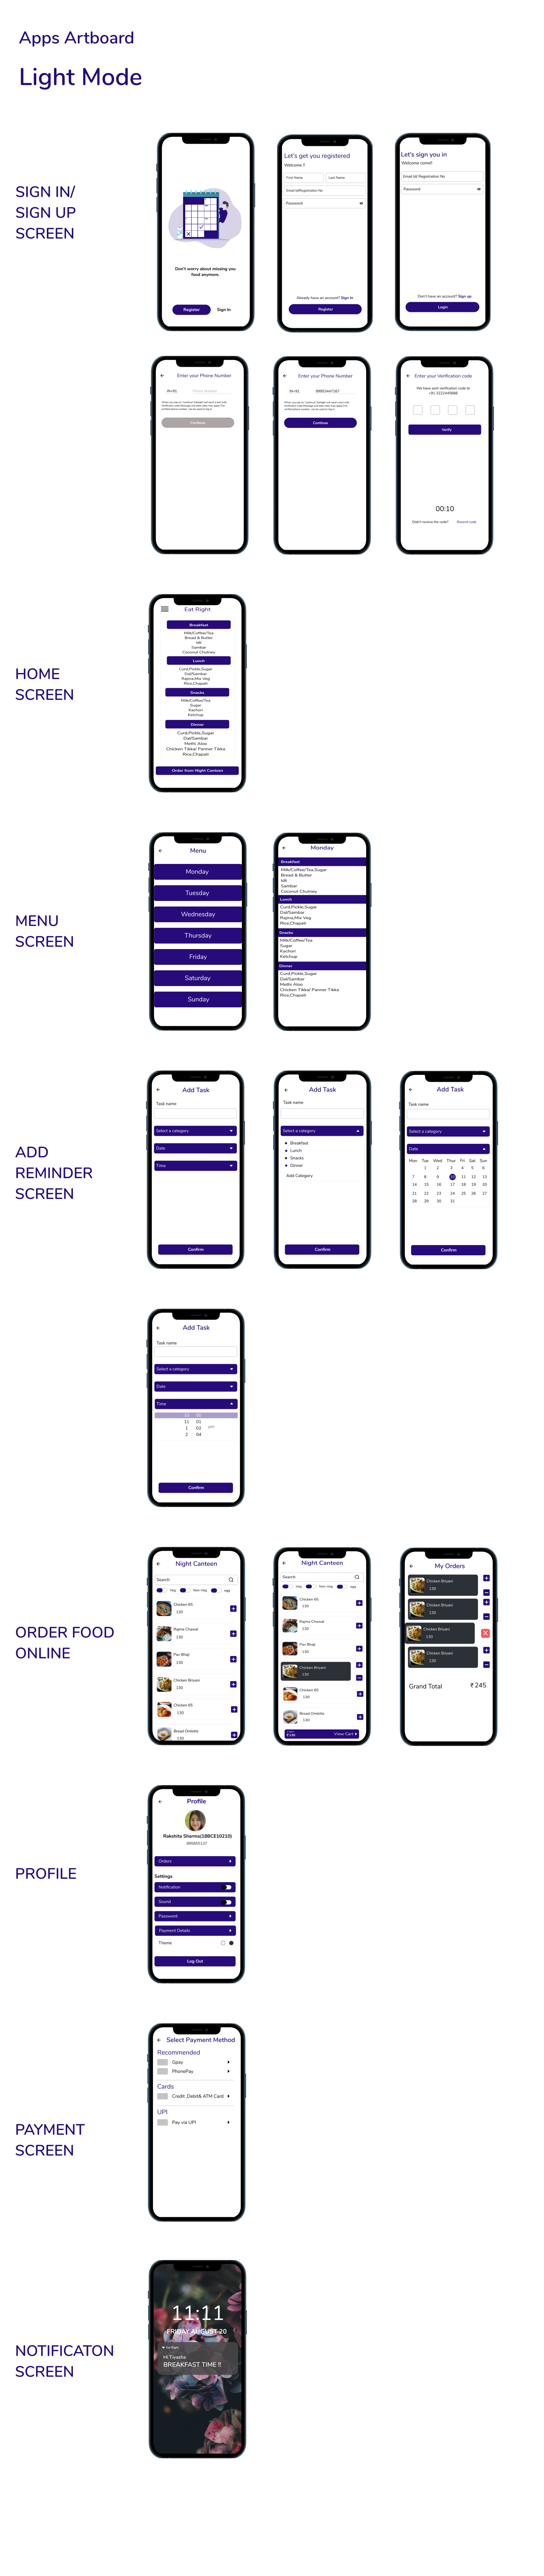 Apps Artboard
Light Mode
SIGN IN/
SIGN UP
SCREEN
Don't worry about missing you
food anymore.
Register
Sign In
Let's get you registered
Welcome !!
First Name
Last Name
Email Id/Registration No
Password
Already have an account? Sign In
Register
Let's sign you in
Welcome come!!
Email Id/ Registration No
Password
Don't have an account? Sign up
Login
Enter your Phone Number
IN+91
Phone Number
Continue
Enter your Phone Number
IN+91
Continue
Enter your Verification code
We have sent verification code to
Verify
00:10
Didn't receive the code?
Resend code
HOME
SCREEN
Eat Right
Breakfast
Milk/Coffee/Tea
Bread & Butter
Idli
Sambar
Coconut Chutney
Lunch
Curd,Pickle,Sugar
Dal/Sambar
Rajma,Mix Veg
Rice,Chapati
Snacks
Milk/Coffee/Tea
Sugar
Kachori
Ketchup
Dinner
Curd,Pickle,Sugar
Dal/Sambar
Methi Aloo
Chicken Tikka/ Panner Tikka
Rice,Chapati
Order from Night Canteen
MENU
SCREEN
Menu
Monday
Tuesday
Wednesday
Thursday
Friday
Saturday
Sunday
Monday
Breakfast
Milk/Coffee/Tea,Sugar
Bread & Butter
Idli
Sambar
Coconut Chutney
Lunch
Curd,Pickle,Sugar
Dal/Sambar
Rajma,Mix Veg
Rice,Chapati
Snacks
Milk/Coffee/Tea
Sugar
Kachori
Ketchup
Dinner
Curd,Pickle,Sugar
Dal/Sambar
Methi Aloo
Chicken Tikka/ Panner Tikka
Rice,Chapati
ADD
REMINDER
SCREEN
Add Task
Task name
Select a category
Date
Time
Confirm
Add Task
Task name
Select a category
Breakfast
Lunch
Snacks
Dinner
Add Category
Confirm
Add Task
Task name
Select a category
Date
Mon Tue Wed Thur Fri Sat Sun
1 2 3 4 5 6
7 8 9 10 11 12 13
14 15 16 17 18 19 20
21 22 23 24 25 26 27
28 29 30 31
Confirm
Add Task
Task name
Select a category
Date
Time
11 01
1 02 pm
2 04
Confirm
ORDER FOOD
ONLINE
Night Canteen
Search
Veg Non-Veg egg
Chicken 65
130
Rajma Chawal
130
Pav Bhaji
130
Chicken Briyani
130
Chicken 65
130
Bread Omlette
130
Night Canteen
Search
Veg Non-Veg egg
Chicken 65
130
Rajma Chawal
130
Pav Bhaji
130
Chicken Briyani
130
Chicken 65
130
Bread Omlette
130
View Cart
My Orders
Chicken Briyani
130
Chicken Briyani
130
Chicken Briyani
130
Chicken Briyani
130
Grand Total
₹ 245
PROFILE
Profile
Rakshita Sharma(18BCE10210)
Orders
Settings
Notification
Sound
Password
Payment Details
Theme
Log Out
PAYMENT
SCREEN
Select Payment Method
Recommended
Gpay
PhonePay
Cards
Credit ,Debit& ATM Card
UPI
Pay via UPI
NOTIFICATON
SCREEN
11:11
FRIDAY AUGUST 20
Eat Right
Hi Tiyasha
BREAKFAST TIME !!